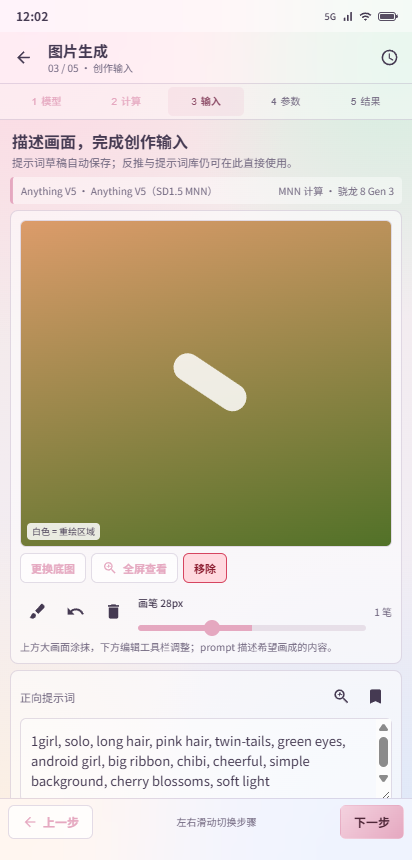 12:02
5G
图片生成
03 / 05 · 创作输入
1 模型
2 计算
3 输入
4 参数
5 结果
描述画面，完成创作输入
提示词草稿自动保存；反推与提示词库仍可在此直接使用。
Anything V5 · Anything V5（SD1.5 MNN）
MNN 计算 · 骁龙 8 Gen 3
白色 = 重绘区域
更换底图
全屏查看
移除
画笔 28px
1 笔
上方大画面涂抹，下方编辑工具栏调整；prompt 描述希望画成的内容。
正向提示词
1girl, solo, long hair, pink hair, twin-tails, green eyes,
android girl, big ribbon, chibi, cheerful, simple
background, cherry blossoms, soft light
上一步
左右滑动切换步骤
下一步